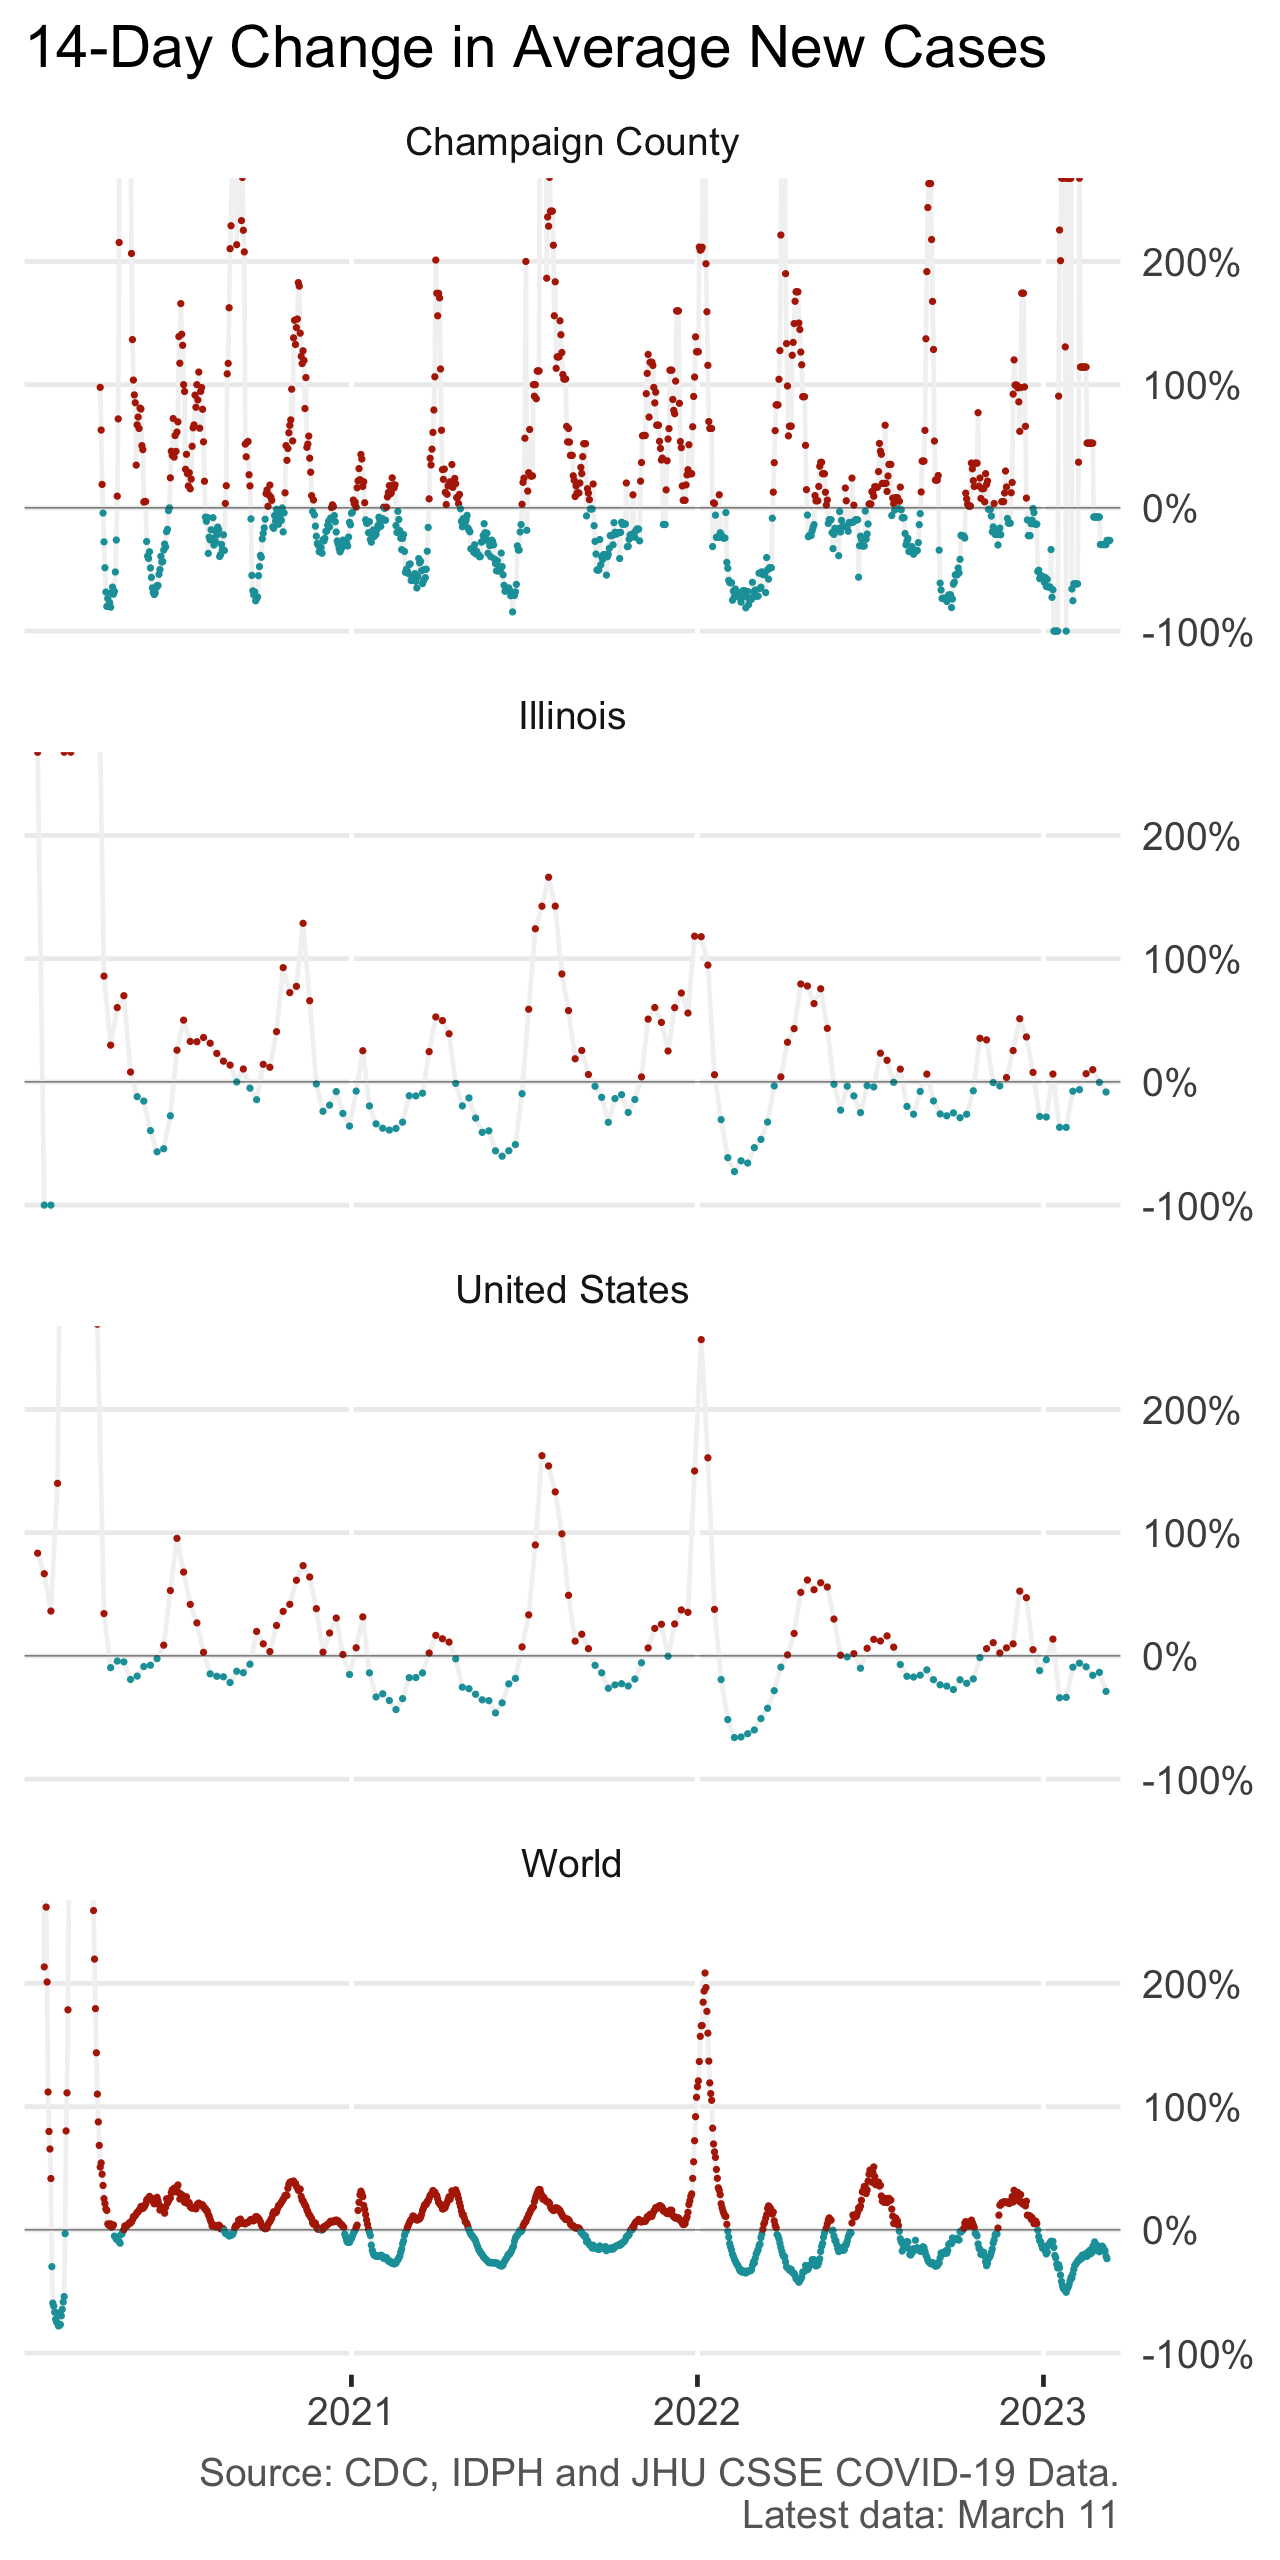 14-Day Change in Average New Cases
Champaign County
200%
100%
0%
-100%
Illinois
200%
100%
0%
-100%
United States
200%
100%
0%
-100%
World
200%
100%
0%
-100%
2021 2022 2023
Source: CDC, IDPH and JHU CSSE COVID-19 Data.
Latest data: March 11